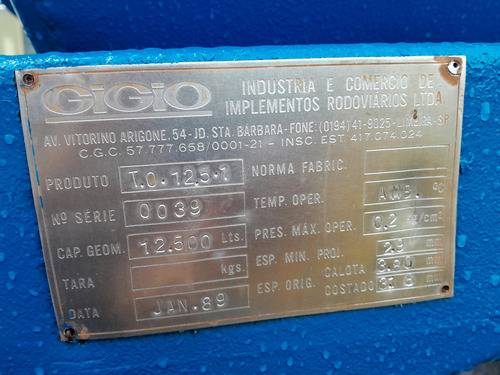 GiGiO
INDUSTRIA E COMERCIO DE
IMPLEMENTOS RODOVIÁRIOS LTDA
AV. VITORINO ARIGONE, 54-JD. STA. BÁRBARA-FONE:(0194)41-9825-LIMEIRA-SP
C.G.C. 57.777.658/0001-21 - INSC. EST. 417.074.024
PRODUTO T.O.125.1 NORMA FABRIC.
Nº SÉRIE 0039 TEMP. OPER. AMB. ºC
CAP. GEOM. 12.500 Lts. PRES. MÁX. OPER. 0.2 kg/cm²
TARA kgs. ESP. MIN. PROJ. 2.9 mm
DATA JAN.89 ESP. ORIG. CALOTA 3.80 mm
COSTADO 3.8 mm